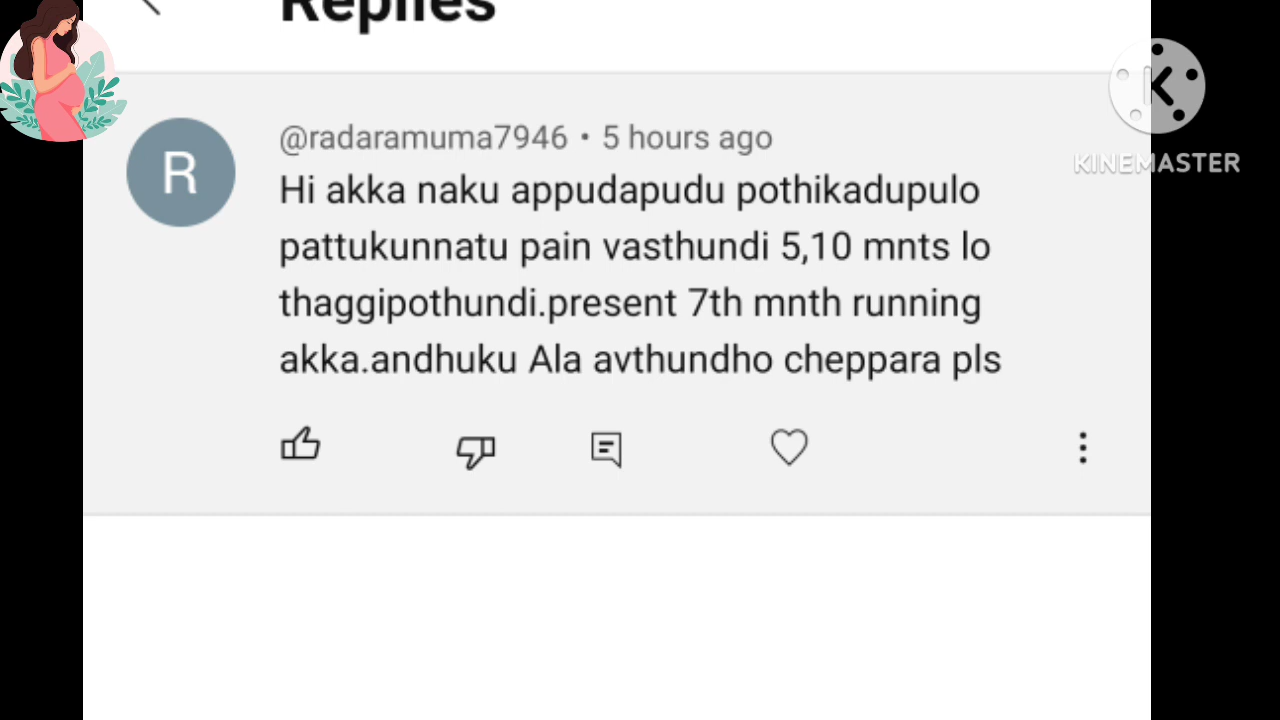 Replies
@radaramuma7946 • 5 hours ago
R
Hi akka naku appudapudu pothikadupulo
pattukunnatu pain vasthundi 5,10 mnts lo
thaggipothundi.present 7th mnth running
akka.andhuku Ala avthundho cheppara pls
K
KINEMASTER